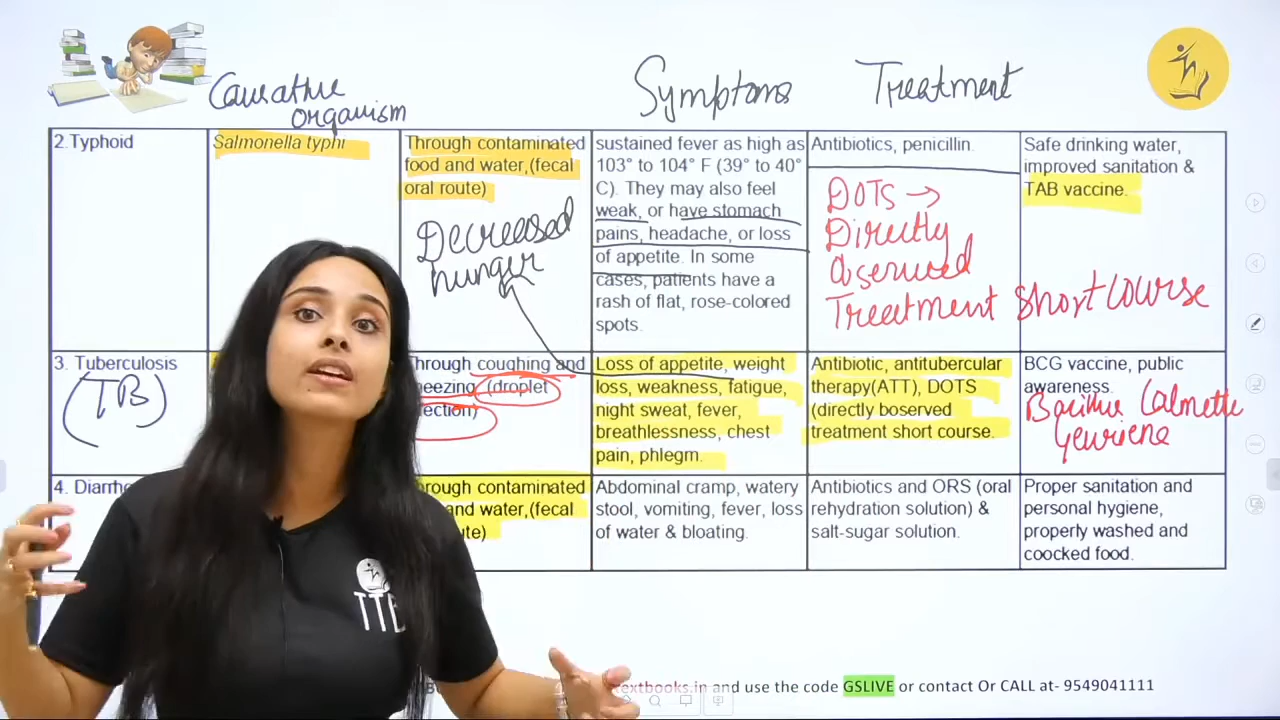 Causative
organism
Symptoms
Treatment
2.Typhoid
Salmonella typhi
Through contaminated
food and water,(fecal
oral route)
Decreased
hunger
sustained fever as high as
103° to 104° F (39° to 40°
C). They may also feel
weak, or have stomach
pains, headache, or loss
of appetite. In some
cases, patients have a
rash of flat, rose-colored
spots.
Antibiotics, penicillin.
DOTS →
Directly
Observed
Treatment Short course
Safe drinking water,
improved sanitation &
TAB vaccine.
3. Tuberculosis
(TB)
Through coughing and
(droplet
Loss of appetite, weight
loss, weakness, fatigue,
night sweat, fever,
breathlessness, chest
pain, phlegm.
Antibiotic, antitubercular
therapy(ATT), DOTS
(directly boserved
treatment short course.
BCG vaccine, public
awareness.
Calmette
4.
contaminated
and water,(fecal
Abdominal cramp, watery
stool, vomiting, fever, loss
of water & bloating.
Antibiotics and ORS (oral
rehydration solution) &
salt-sugar solution.
Proper sanitation and
personal hygiene,
properly washed and
coocked food.
TTE
textbooks.in and use the code GSLIVE or contact Or CALL at- 9549041111